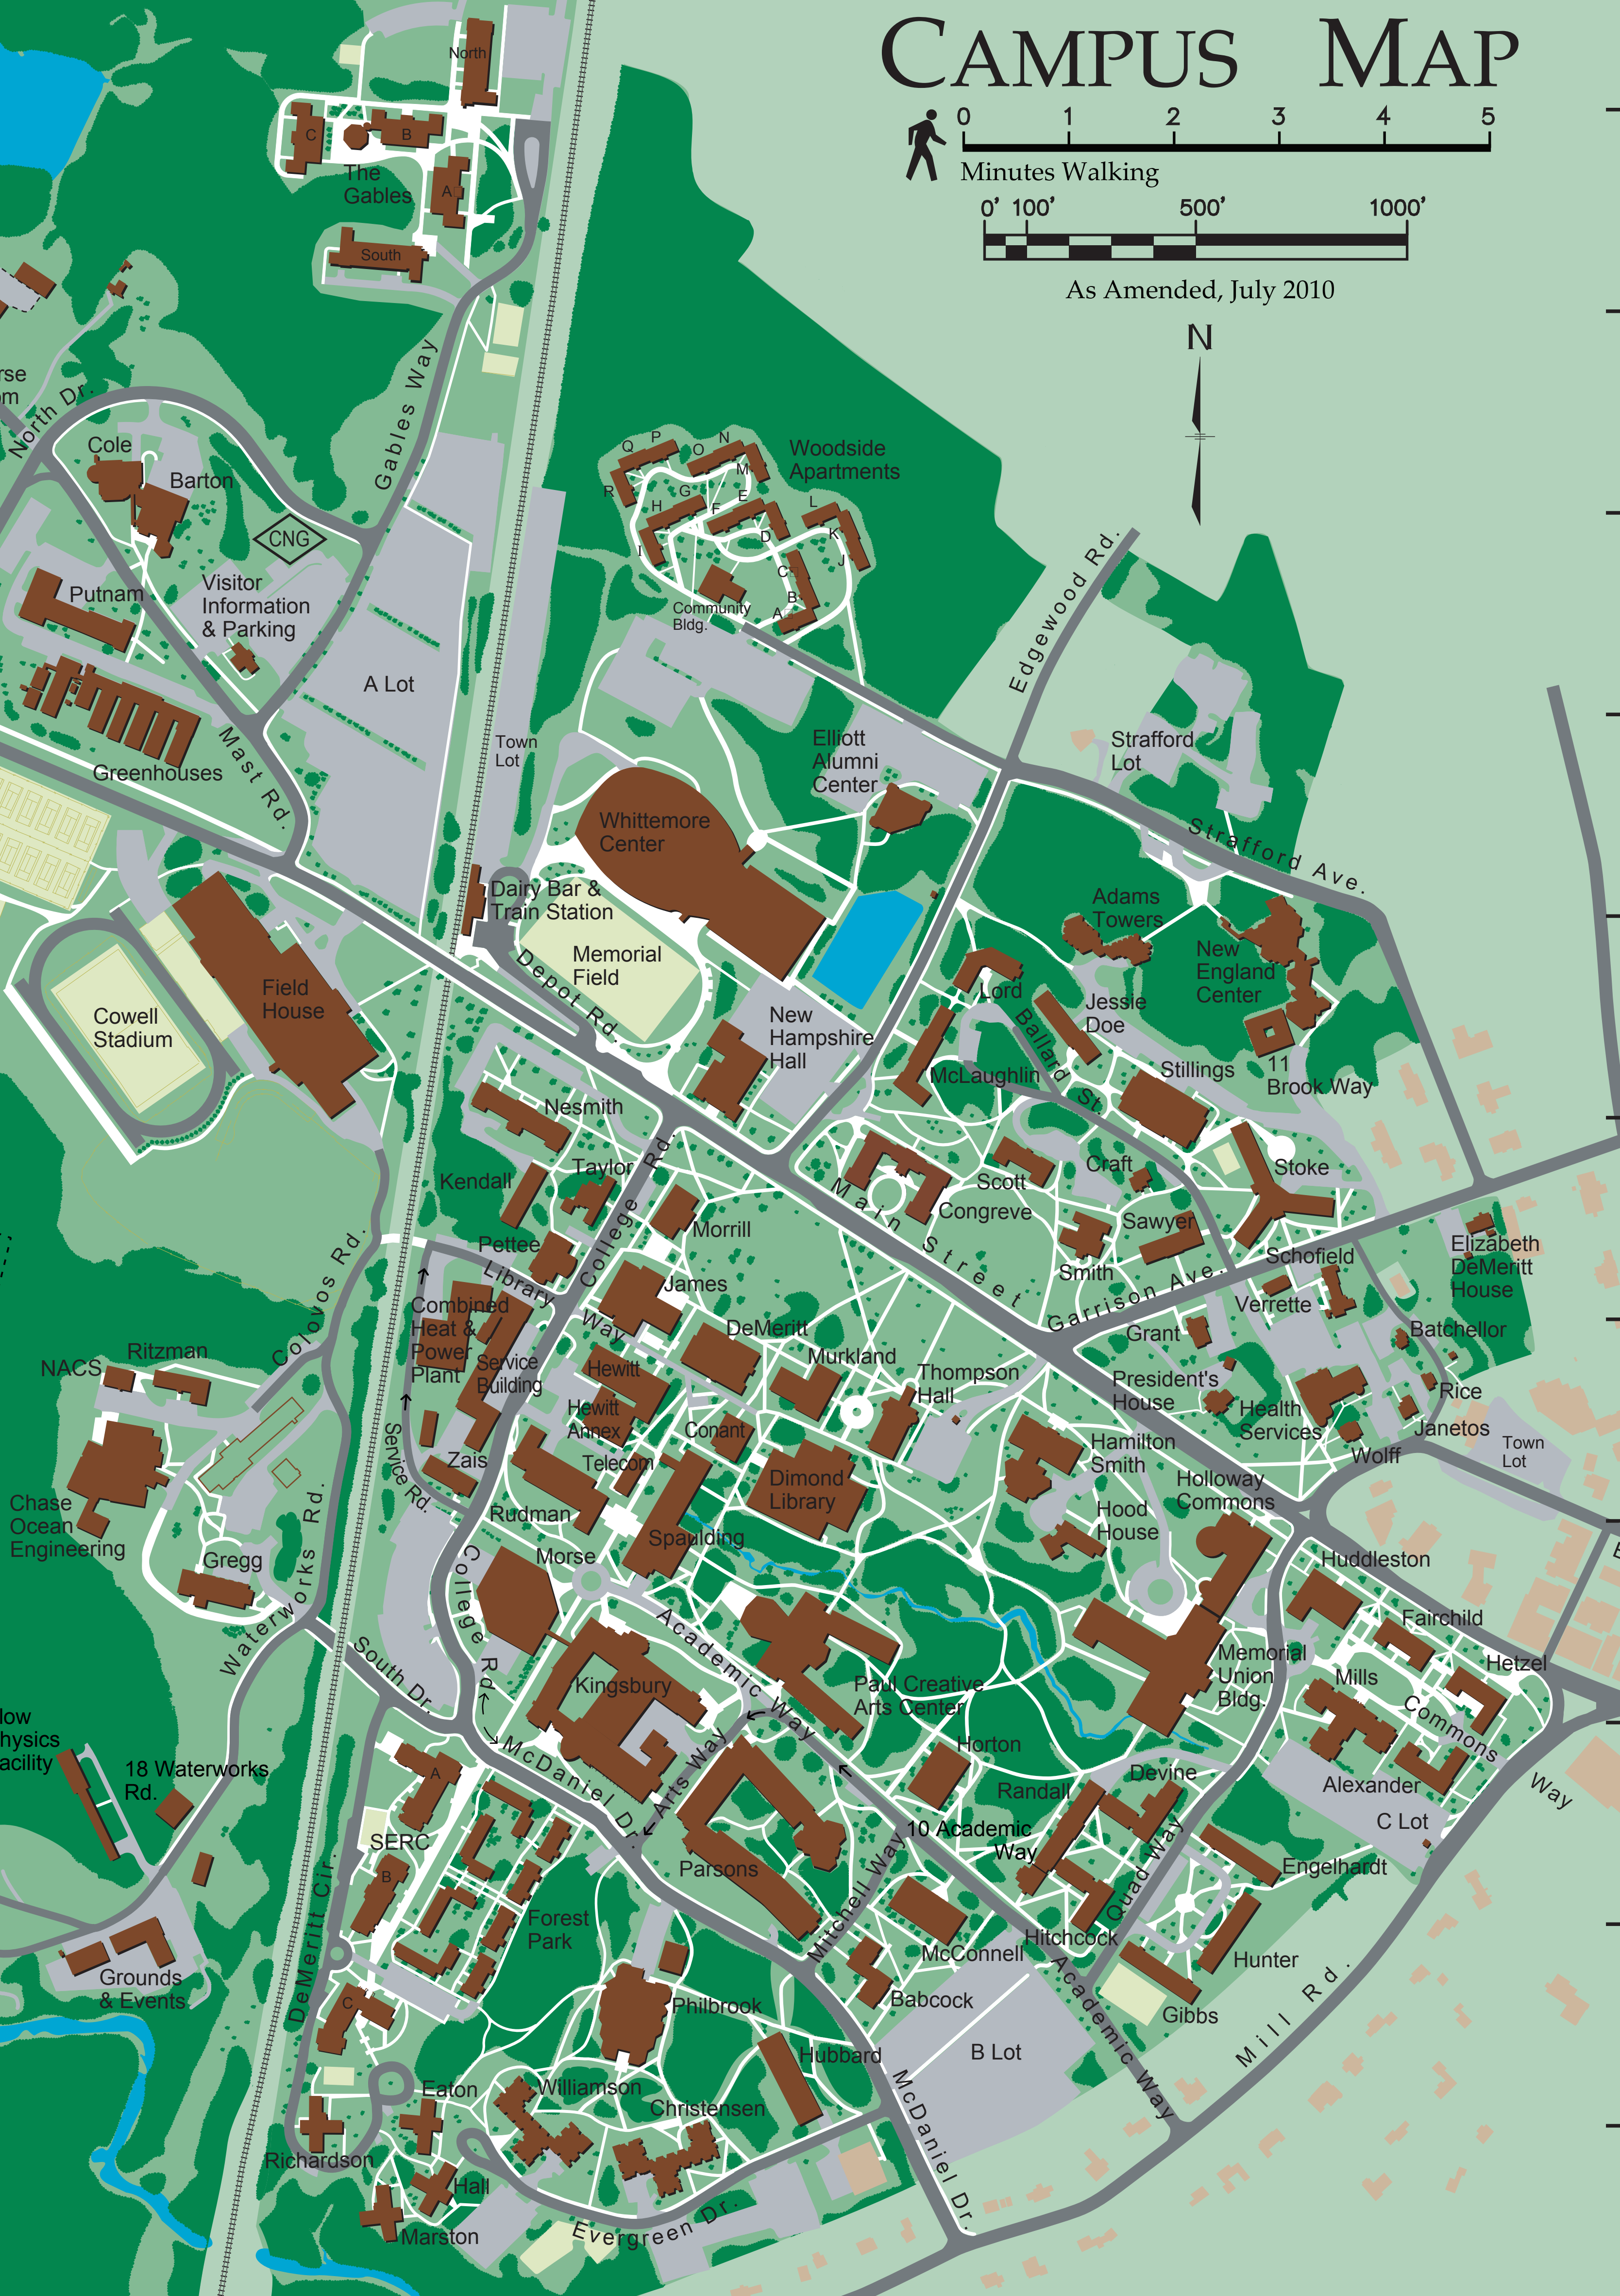 CAMPUS MAP
0 1 2 3 4 5
Minutes Walking
0' 100' 500' 1000'
As Amended, July 2010
N
North
C
B
The
Gables
A
South
Gables Way
North Dr.
Cole
Barton
CNG
Putnam
Visitor
Information
& Parking
A Lot
Greenhouses
Mast Rd.
Q
P
O
N
M
R
H
G
F
E
L
I
D
K
J
C
B
A
Woodside
Apartments
Community
Bldg.
Edgewood Rd.
Town
Lot
Elliott
Alumni
Center
Strafford
Lot
Strafford Ave.
Whittemore
Center
Dairy Bar &
Train Station
Memorial
Field
Depot Rd.
Field
House
Cowell
Stadium
New
Hampshire
Hall
Adams
Towers
New
England
Center
Lord
Jessie
Doe
Ballard St.
McLaughlin
Stillings
11
Brook Way
Nesmith
Kendall
Taylor
College Rd.
Morrill
Pettee
Library Way
James
Main Street
Congreve
Scott
Craft
Stoke
Sawyer
Smith
Garrison Ave.
Schofield
Verrette
Elizabeth
DeMeritt
House
Batchellor
Grant
President's
House
Health
Services
Rice
Janetos
Wolff
Town
Lot
Colovos Rd.
Combined
Heat &
Power
Plant
Service
Building
DeMeritt
Hewitt
Hewitt
Annex
Murkland
Thompson
Hall
Conant
Telecom
Dimond
Library
Hamilton
Smith
Hood
House
Holloway
Commons
NACS
Ritzman
Service Rd.
Zais
Rudman
Spaulding
Morse
Chase
Ocean
Engineering
Gregg
Waterworks Rd.
College Rd.
South Dr.
Academic Way
Kingsbury
Paul Creative
Arts Center
Memorial
Union
Bldg.
Huddleston
Fairchild
Hetzel
Mills
Commons Way
Alexander
C Lot
18 Waterworks
Rd.
McDaniel Dr.
Arts Way
Horton
Randall
Devine
10 Academic
Way
Engelhardt
Quad Way
SERC
A
B
C
Parsons
Mitchell Way
McConnell
Hitchcock
Hunter
Gibbs
Babcock
Forest
Park
DeMeritt Cir.
Grounds
& Events
Philbrook
Hubbard
B Lot
Academic Way
Mill Rd.
McDaniel Dr.
Eaton
Williamson
Christensen
Richardson
Hall
Marston
Evergreen Dr.